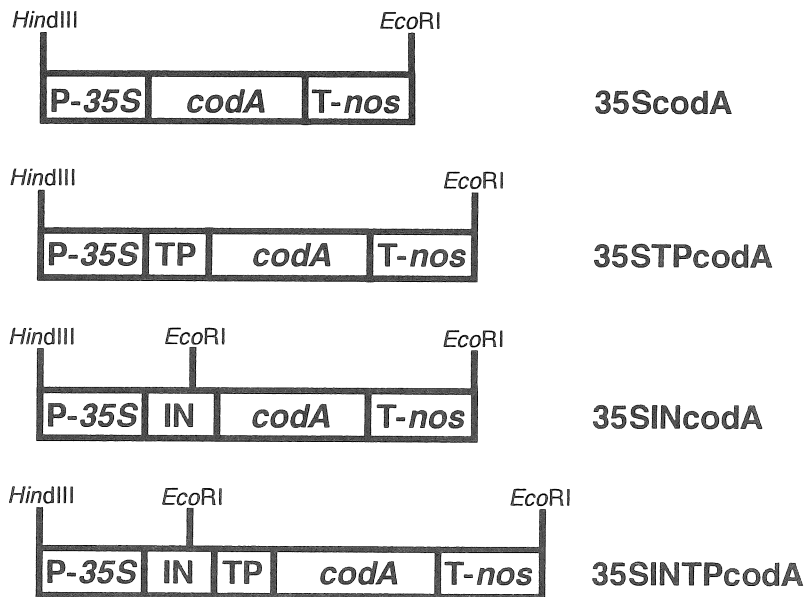 HindIII EcoRI
P-35S codA T-nos 35ScodA
HindIII EcoRI
P-35S TP codA T-nos 35STPcodA
HindIII EcoRI EcoRI
P-35S IN codA T-nos 35SINcodA
HindIII EcoRI EcoRI
P-35S IN TP codA T-nos 35SINTPcodA